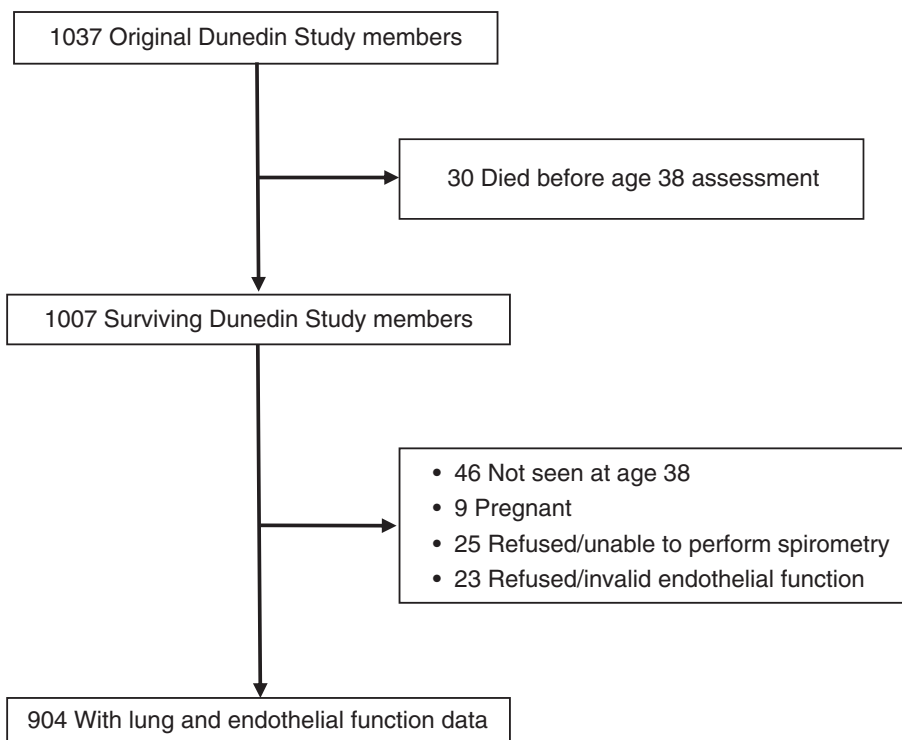 1037 Original Dunedin Study members
30 Died before age 38 assessment
1007 Surviving Dunedin Study members
• 46 Not seen at age 38
• 9 Pregnant
• 25 Refused/unable to perform spirometry
• 23 Refused/invalid endothelial function
904 With lung and endothelial function data